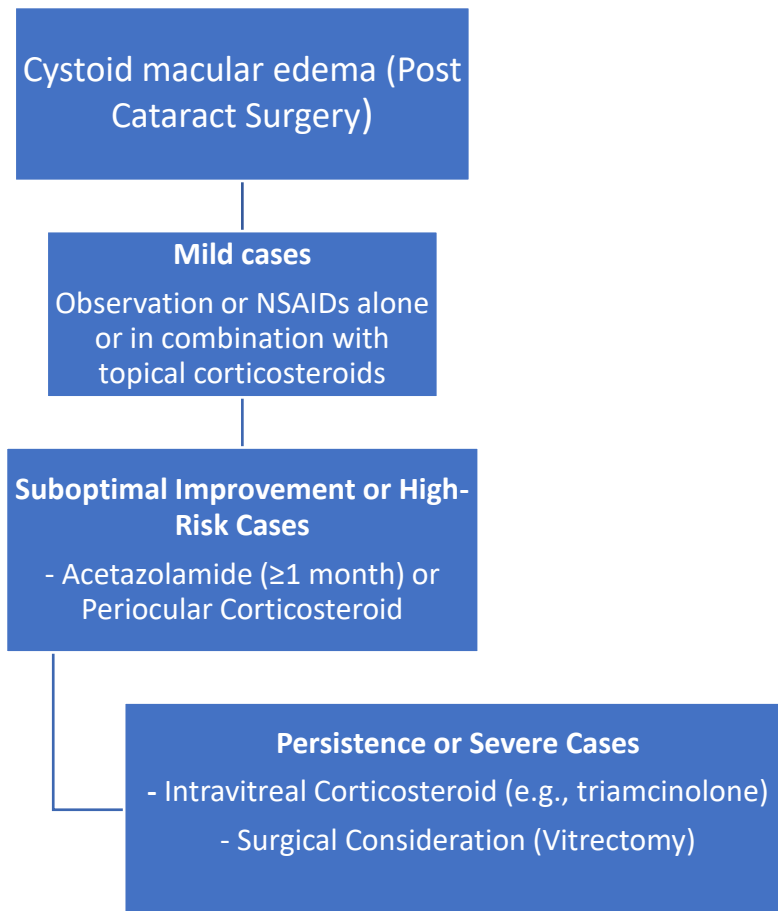 Cystoid macular edema (Post
Cataract Surgery)
Mild cases
Observation or NSAIDs alone
or in combination with
topical corticosteroids
Suboptimal Improvement or High-
Risk Cases
- Acetazolamide (≥1 month) or
Periocular Corticosteroid
Persistence or Severe Cases
- Intravitreal Corticosteroid (e.g., triamcinolone)
- Surgical Consideration (Vitrectomy)